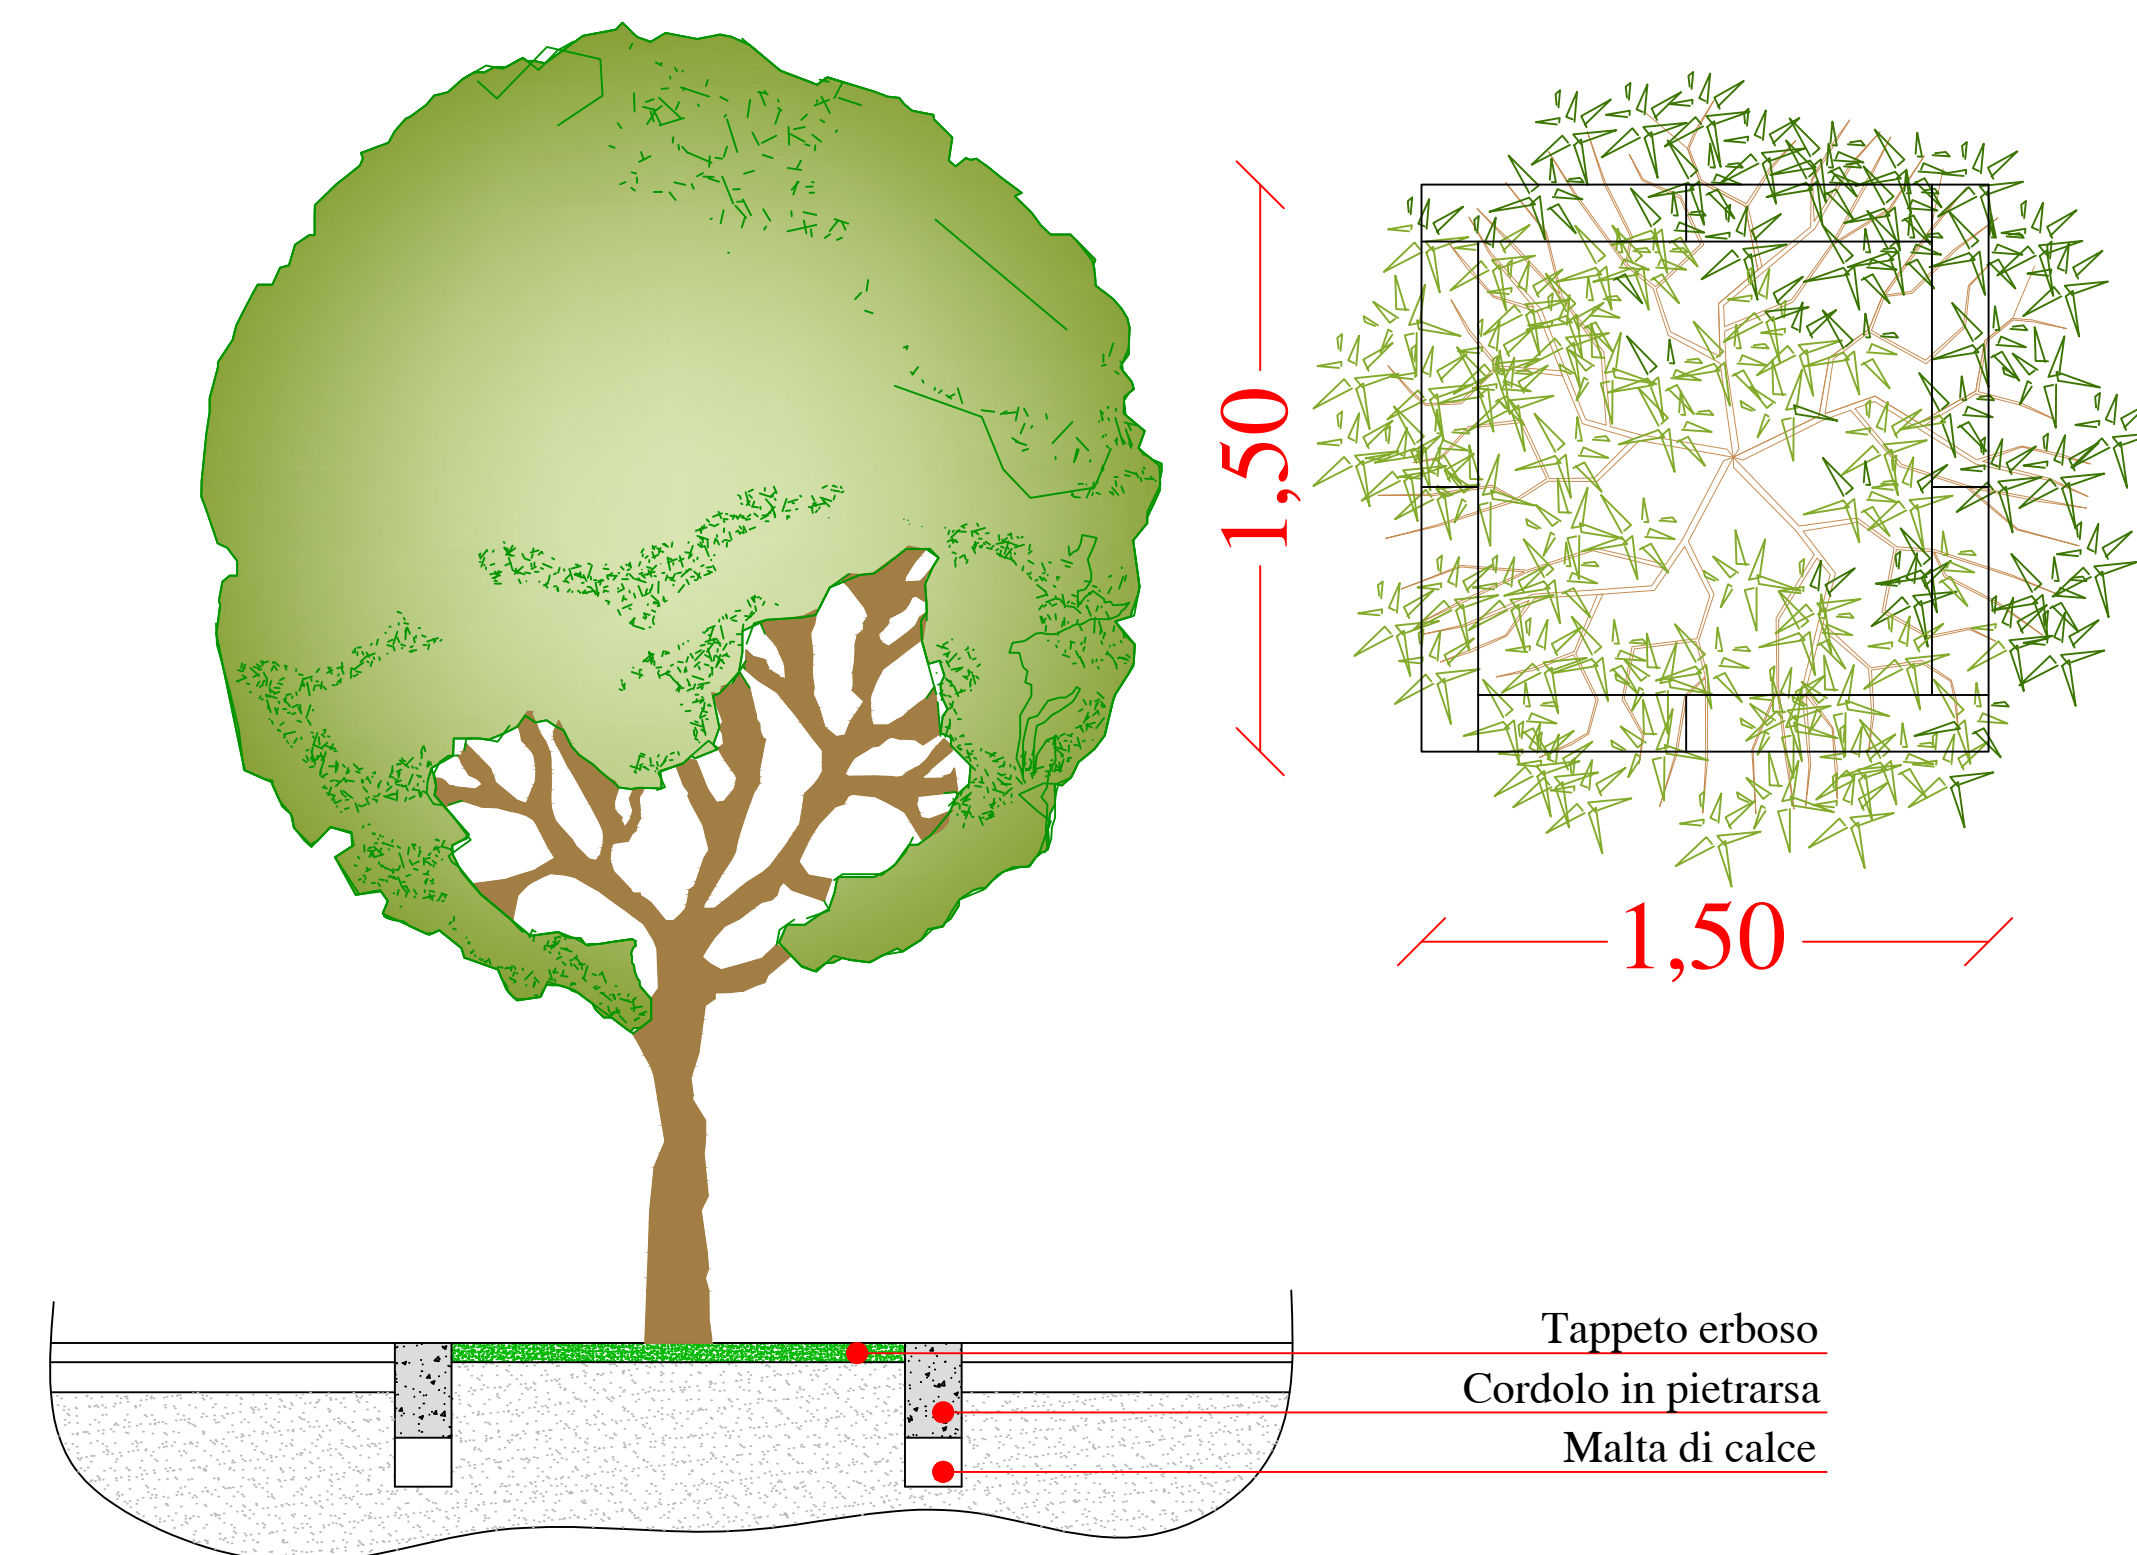 1,50
1,50
Tappeto erboso
Cordolo in pietrarsa
Malta di calce